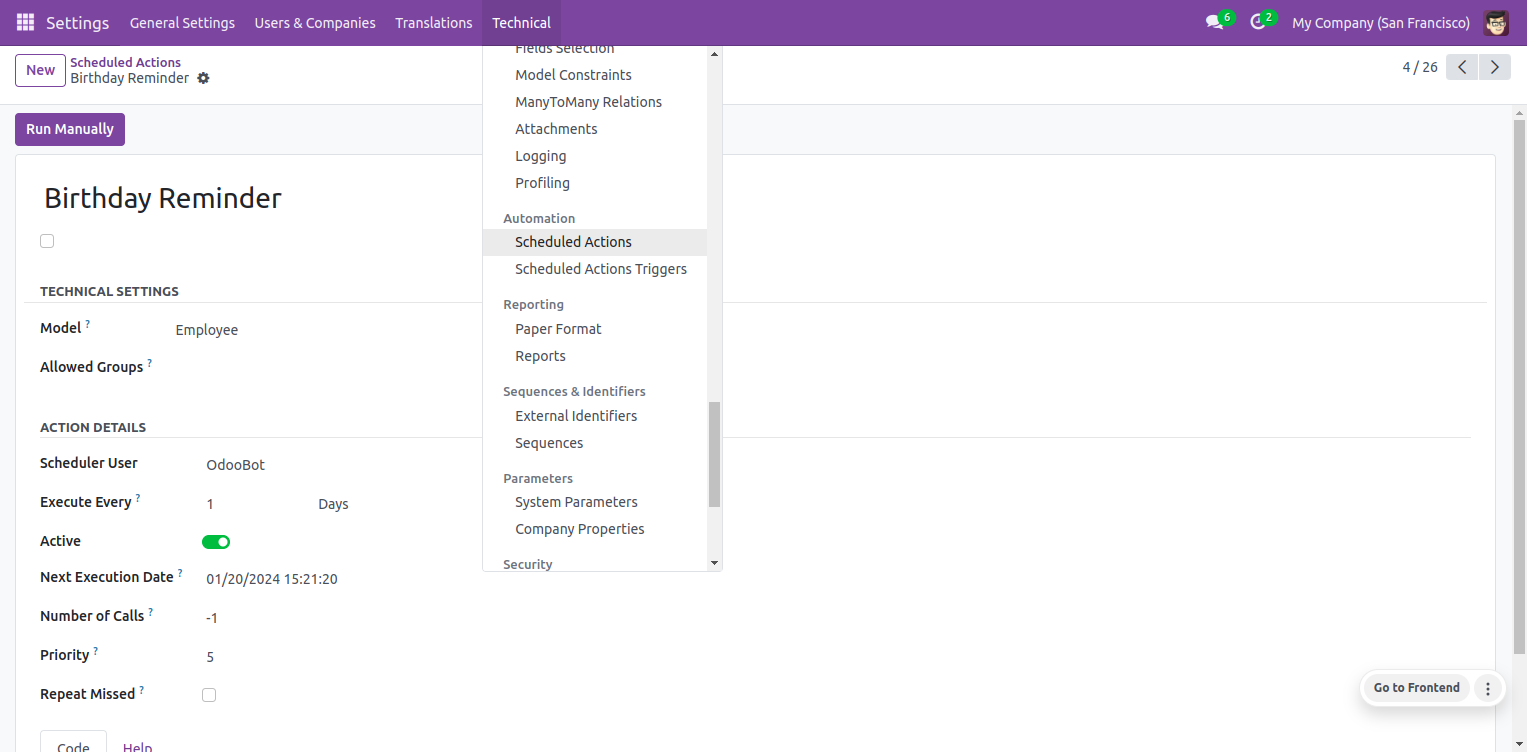 Settings General Settings Users & Companies Translations Technical 6 2 My Company (San Francisco)
New Scheduled Actions
Birthday Reminder
4 / 26
Run Manually
Birthday Reminder
TECHNICAL SETTINGS
Model ? Employee
Allowed Groups ?
ACTION DETAILS
Scheduler User OdooBot
Execute Every ? 1 Days
Active
Next Execution Date ? 01/20/2024 15:21:20
Number of Calls ? -1
Priority ? 5
Repeat Missed ?
Code Help
Fields Selection
Model Constraints
ManyToMany Relations
Attachments
Logging
Profiling
Automation
Scheduled Actions
Scheduled Actions Triggers
Reporting
Paper Format
Reports
Sequences & Identifiers
External Identifiers
Sequences
Parameters
System Parameters
Company Properties
Security
Go to Frontend